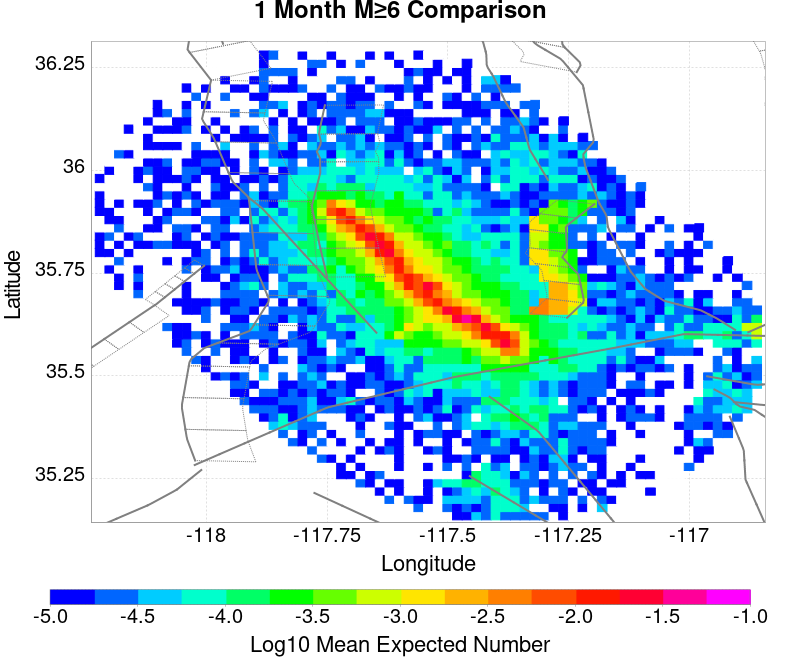 1 Month M≥6 Comparison
36.25
36
35.75
35.5
35.25
Latitude
-118 -117.75 -117.5 -117.25 -117
Longitude
-5.0 -4.5 -4.0 -3.5 -3.0 -2.5 -2.0 -1.5 -1.0
Log10 Mean Expected Number